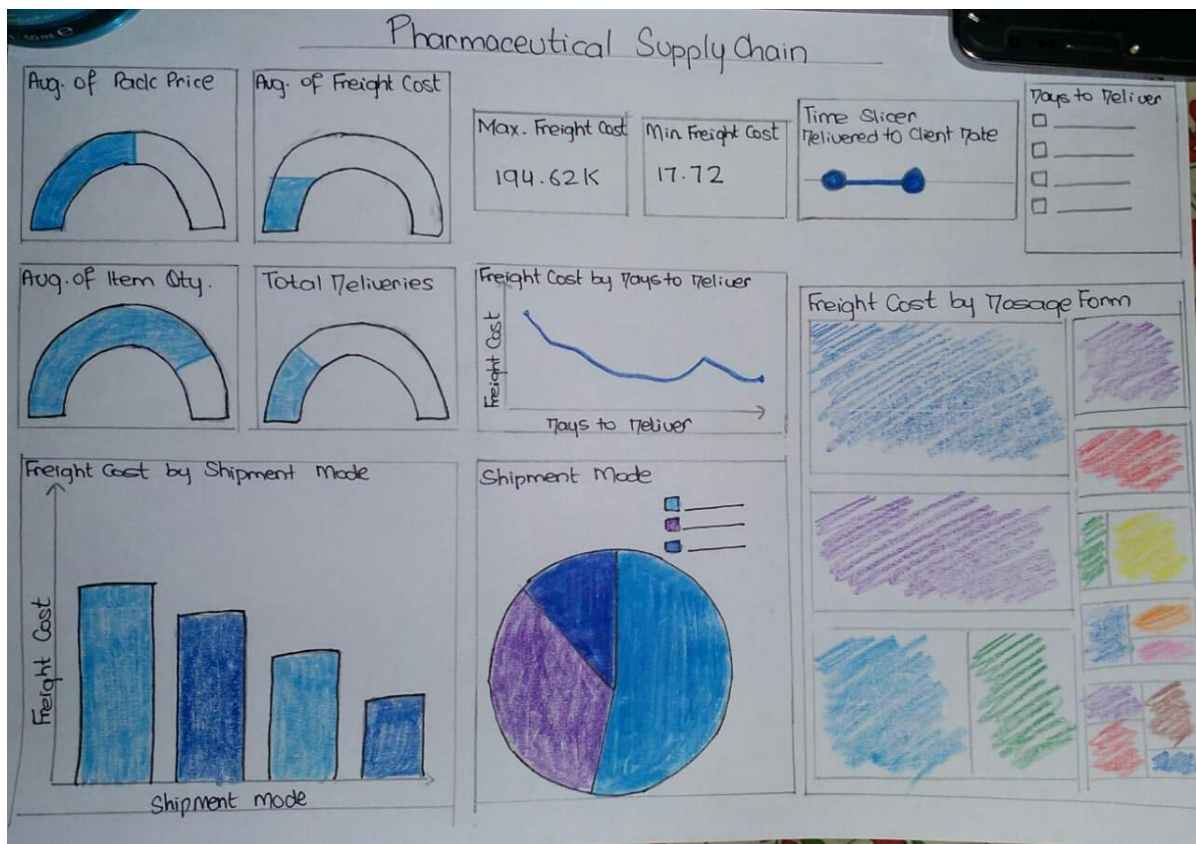 50 ml e
Pharmaceutical Supply Chain
Avg. of Pack Price
Avg. of Freight Cost
Max. Freight Cost
194.62K
Min Freight Cost
17.72
Time Slicer
Delivered to Client Date
Days to Deliver
Avg. of Item Qty.
Total Deliveries
Freight Cost by Days to Deliver
Freight Cost
Days to Deliver
Freight Cost by Dosage Form
Freight Cost by Shipment Mode
Freight Cost
Shipment Mode
Shipment Mode